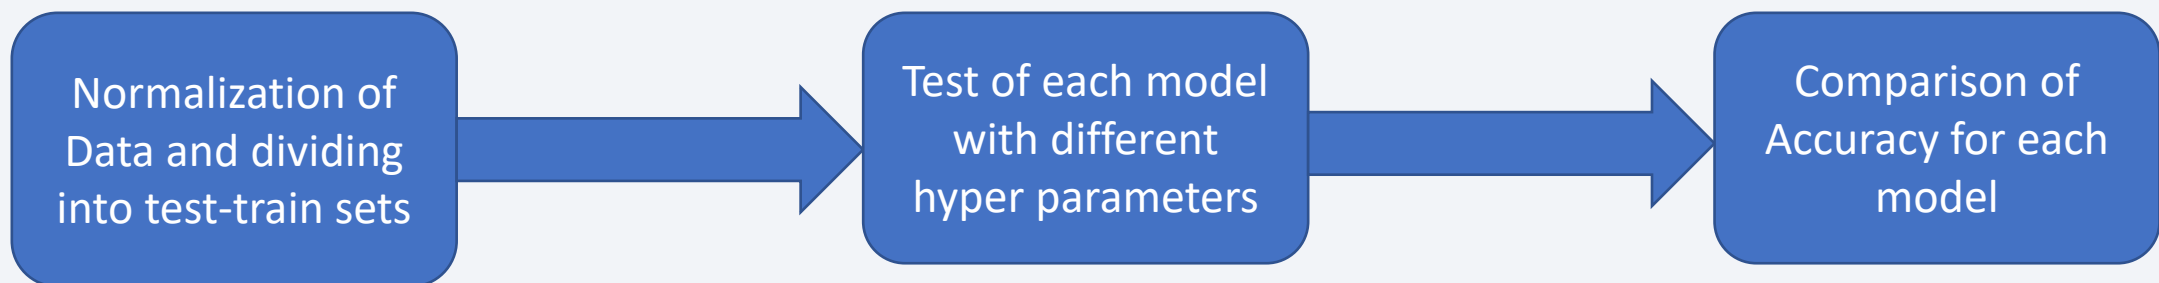 Normalization of
Data and dividing
into test-train sets
Test of each model
with different
hyper parameters
Comparison of
Accuracy for each
model